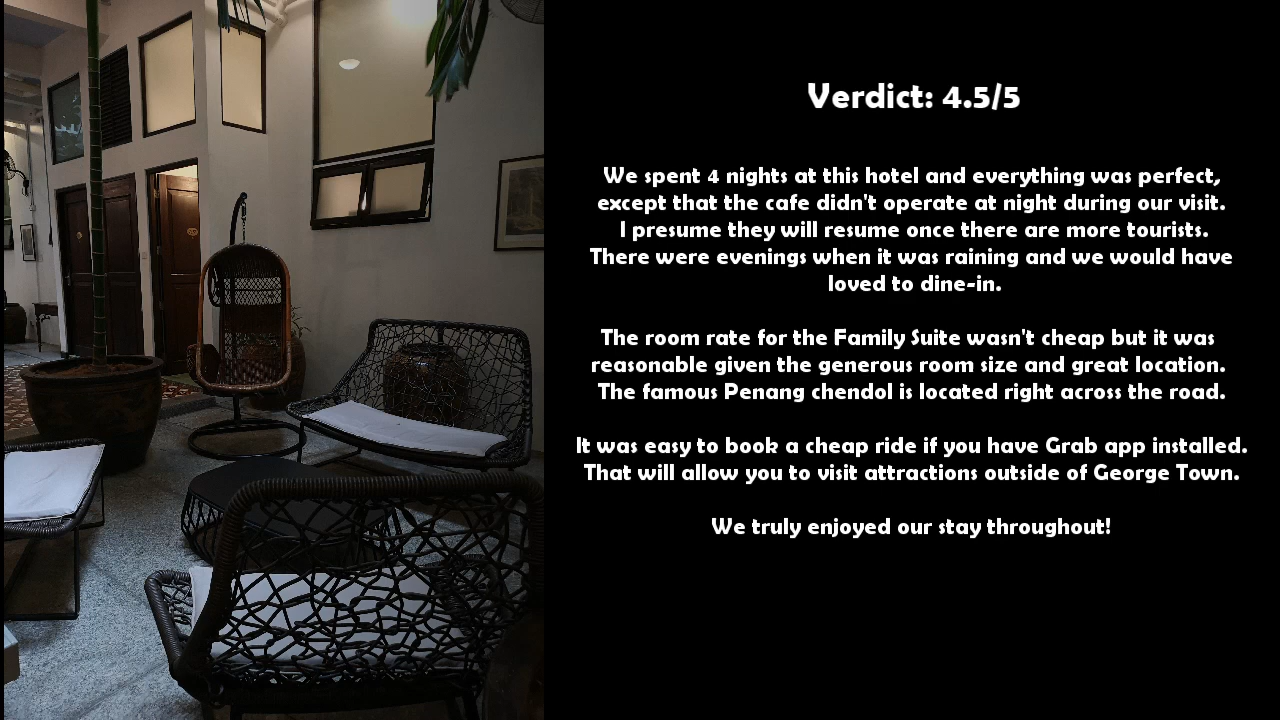 Verdict: 4.5/5
We spent 4 nights at this hotel and everything was perfect,
except that the cafe didn't operate at night during our visit.
I presume they will resume once there are more tourists.
There were evenings when it was raining and we would have
loved to dine-in.
The room rate for the Family Suite wasn't cheap but it was
reasonable given the generous room size and great location.
The famous Penang chendol is located right across the road.
It was easy to book a cheap ride if you have Grab app installed.
That will allow you to visit attractions outside of George Town.
We truly enjoyed our stay throughout!